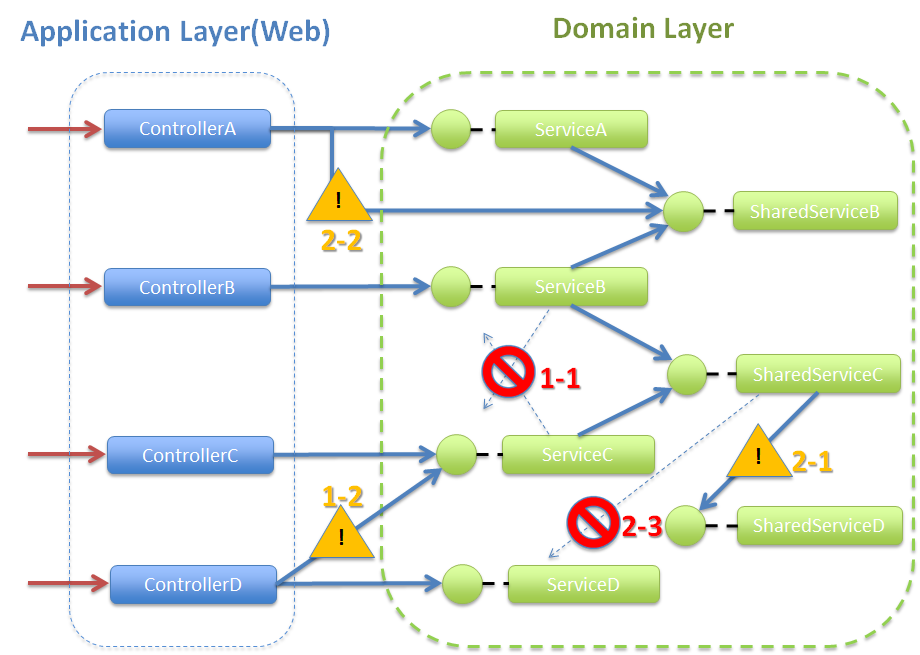 Application Layer(Web)
Domain Layer
ControllerA
ServiceA
!
2-2
SharedServiceB
ControllerB
ServiceB
1-1
SharedServiceC
ControllerC
ServiceC
!
2-1
1-2
!
2-3
SharedServiceD
ControllerD
ServiceD